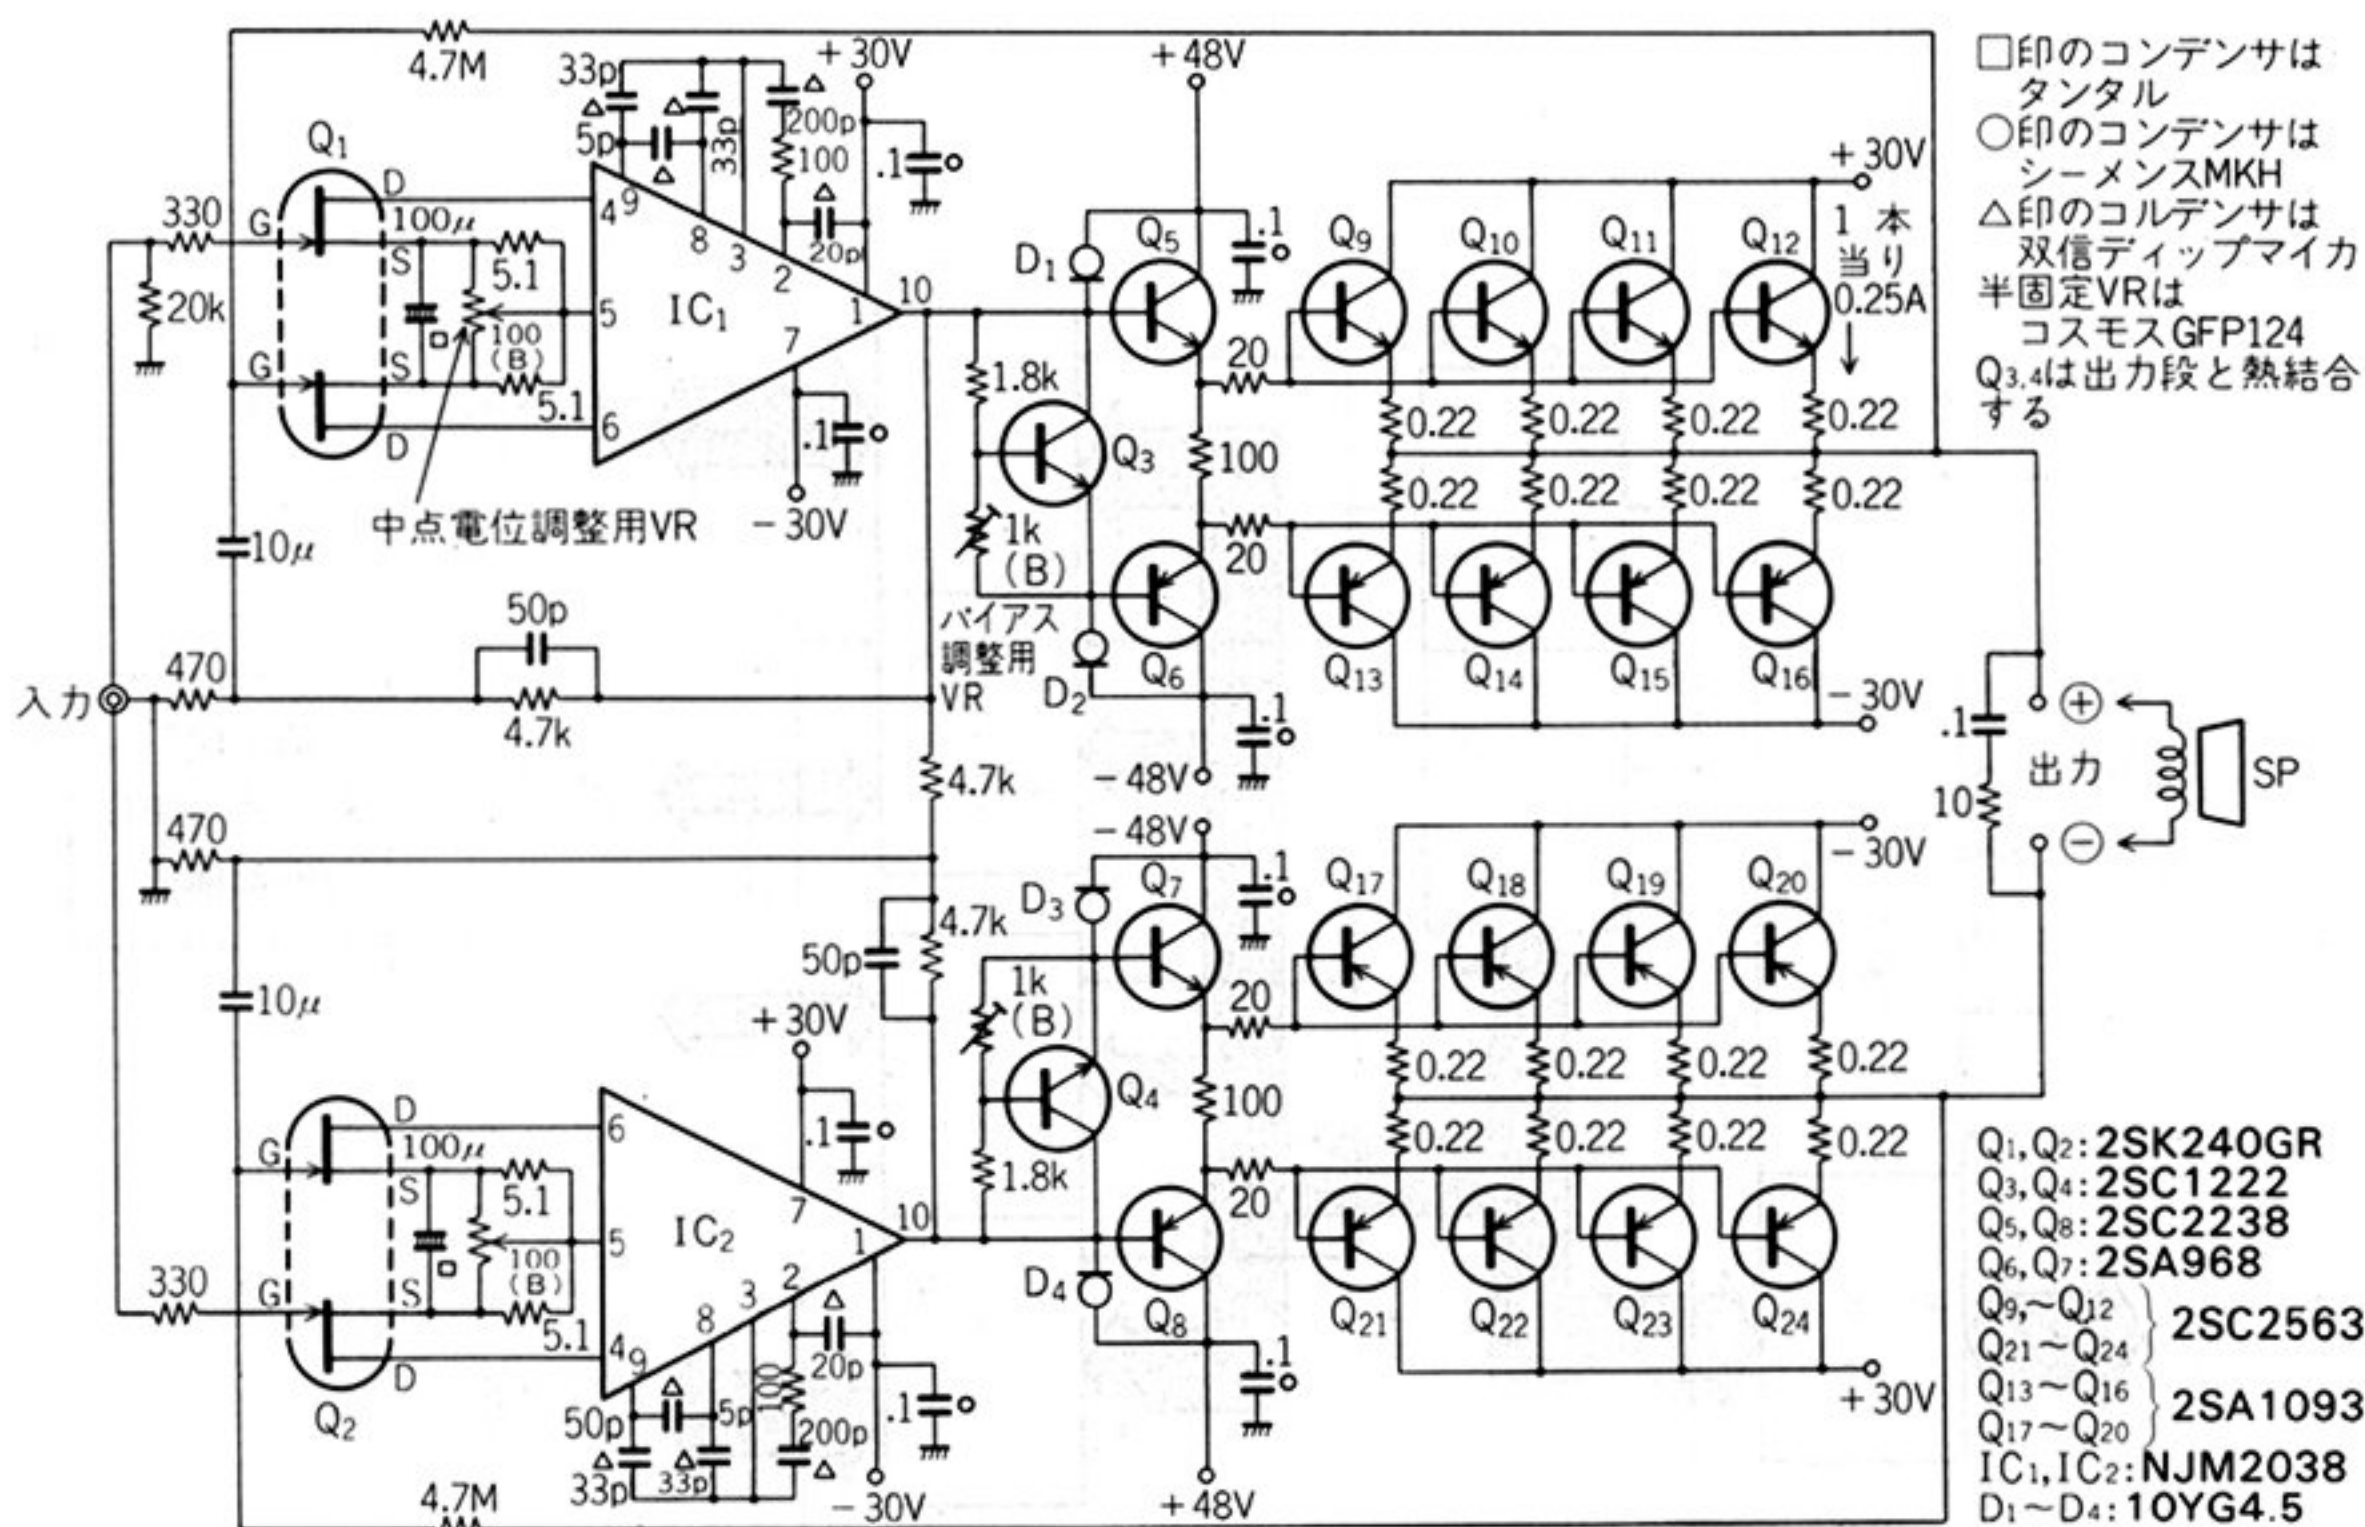 4.7M
33p
5p
33p
200p
100
20p
+30V
.1
+48V
Q1
D
G
S
100μ
5.1
100
(B)
330
20k
G
S
5.1
D
4
9
8
3
2
1
10
5
6
7
IC1
.1
−30V
中点電位調整用VR
10μ
50p
470
4.7k
入力
1.8k
Q3
1k
(B)
バイアス
調整用
VR
D1
Q5
.1
20
100
20
Q6
D2
.1
−48V
Q9
Q10
Q11
Q12
+30V
1 本
当り
0.25A
0.22
0.22
0.22
0.22
0.22
0.22
0.22
0.22
Q13
Q14
Q15
Q16
−30V
□印のコンデンサは
タンタル
○印のコンデンサは
シーメンスMKH
△印のコルデンサは
双信ディップマイカ
半固定VRは
コスモスGFP124
Q3,4は出力段と熱結合
する
.1
10
+
出力
−
SP
4.7k
470
4.7k
50p
10μ
−48V
D3
Q7
.1
1k
(B)
Q4
1.8k
20
100
20
D4
Q8
.1
+48V
Q17
Q18
Q19
Q20
−30V
0.22
0.22
0.22
0.22
0.22
0.22
0.22
0.22
Q21
Q22
Q23
Q24
+30V
+30V
.1
D
G
100μ
S
5.1
100
(B)
330
G
S
5.1
D
Q2
6
5
4
9
8
3
2
1
7
10
IC2
50p
5p
33p
33p
100
200p
20p
.1
−30V
4.7M
Q1,Q2:2SK240GR
Q3,Q4:2SC1222
Q5,Q8:2SC2238
Q6,Q7:2SA968
Q9,~Q12
Q21~Q24
2SC2563
Q13~Q16
Q17~Q20
2SA1093
IC1,IC2:NJM2038
D1~D4:10YG4.5